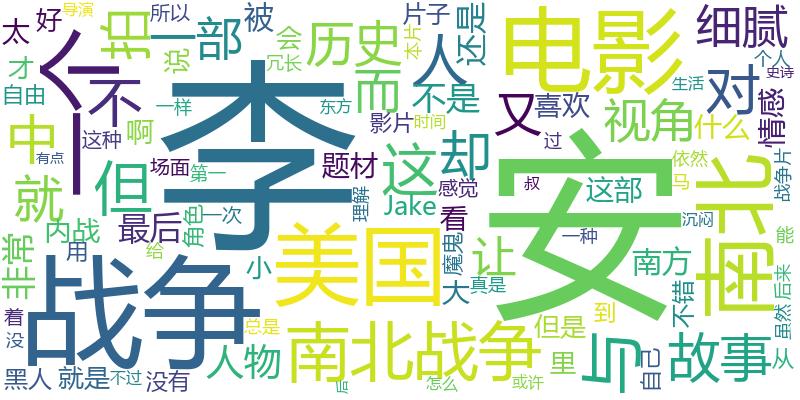 导演
所以
被
片子
还是
细腻
太
好
拍
一部
历史
本片
电影
个人
才
说
会
冗长
人
史诗
自由
个
李
而
不是
又
喜欢
对
情感
不
一样
东方
影片
时间
视角
生活
中
这种
啊
什么
有点
场面
第一
题材
这
却
过
依然
战争片
就
但
理解
感觉
叔
马
南北
角色
一次
Jake
看
安
这部
沉闷
能
内战
最后
美国
魔鬼
让
一种
非常
用
给
小
大
真是
南方
不错
后来
战争
着
没
总是
到
虽然
人物
南北战争
但是
里
与
自己
故事
从
黑人
就是
不过
没有
后
怎么
或许